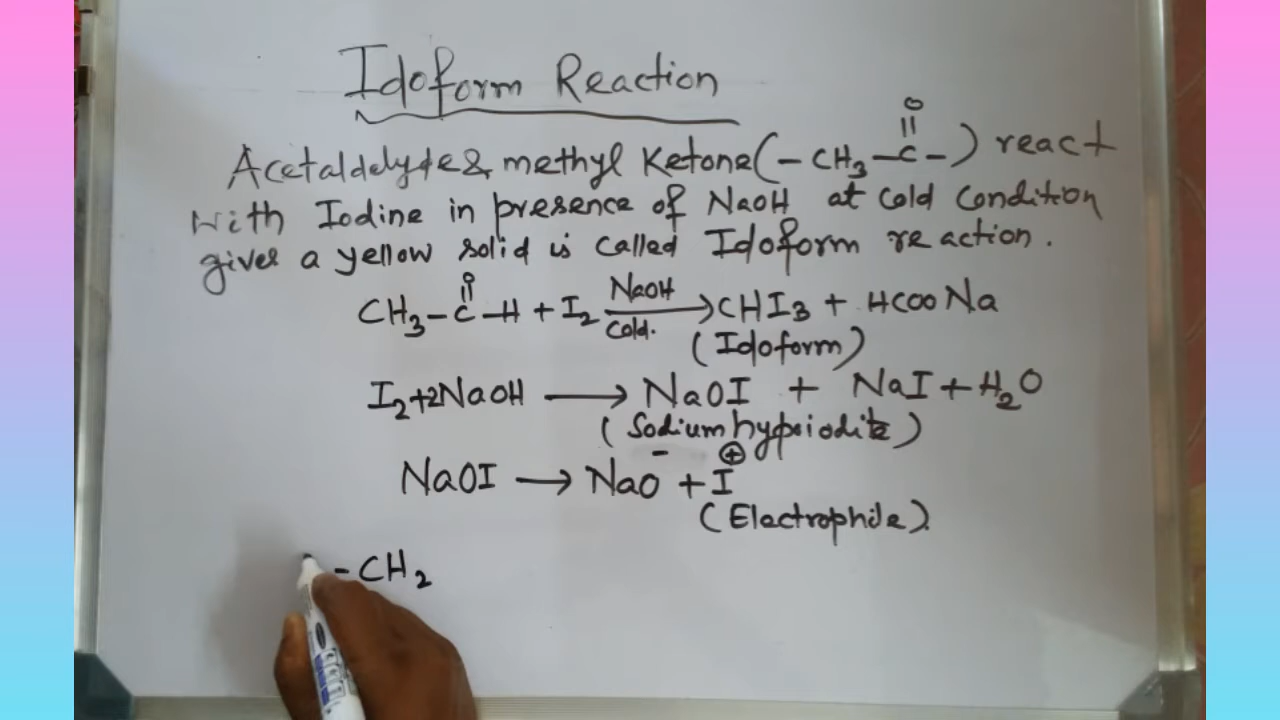 Idoform Reaction
Acetaldelyte & methyl Ketone(-CH₃-C(=O)-) react
with Iodine in presence of NaOH at cold condition
gives a yellow solid is called Idoform reaction.
CH₃-C(=O)-H + I₂ —NaOH/Cold.→ CHI₃ + HCOONa
(Idoform)
I₂+2NaOH → NaOI + NaI + H₂O
(Sodium hypoiodite)
NaOI → NaO⁻ + I⊕
(Electrophile).
-CH₂